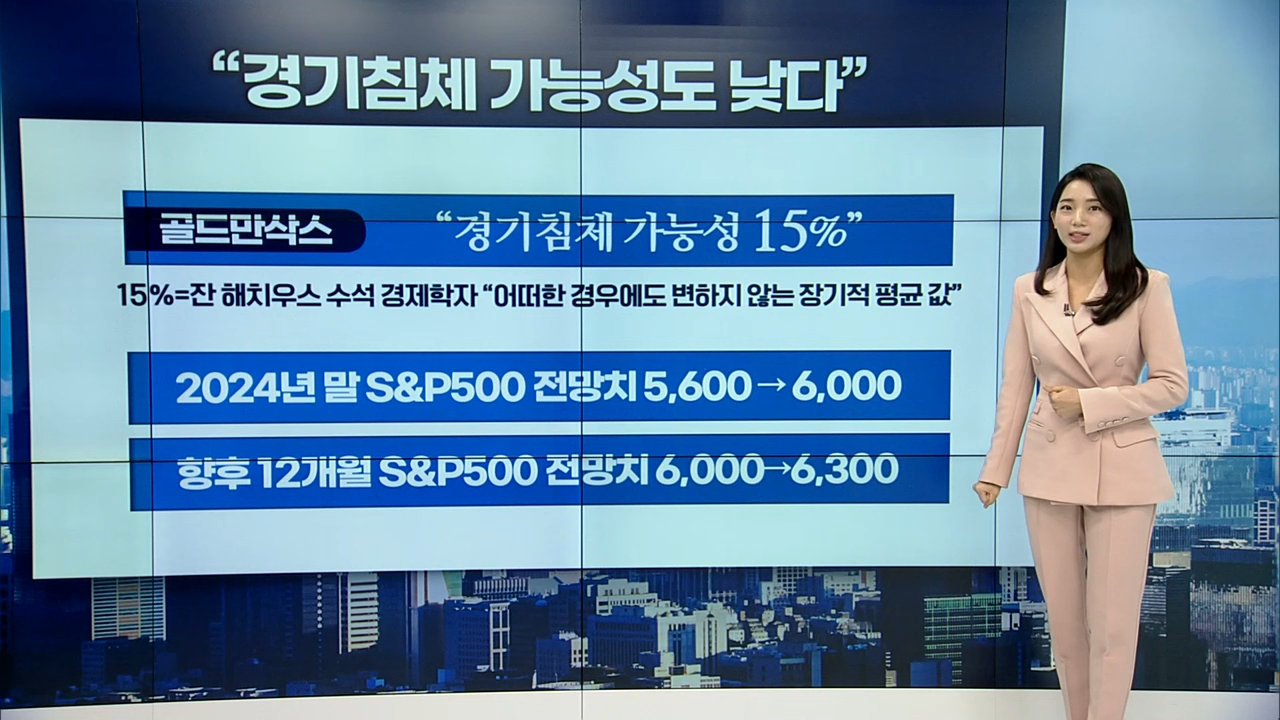 “경기침체 가능성도 낮다”
골드만삭스 “경기침체 가능성 15%”
15%=잔 해치우스 수석 경제학자 “어떠한 경우에도 변하지 않는 장기적 평균 값”
2024년 말 S&P500 전망치 5,600→6,000
향후 12개월 S&P500 전망치 6,000→6,300